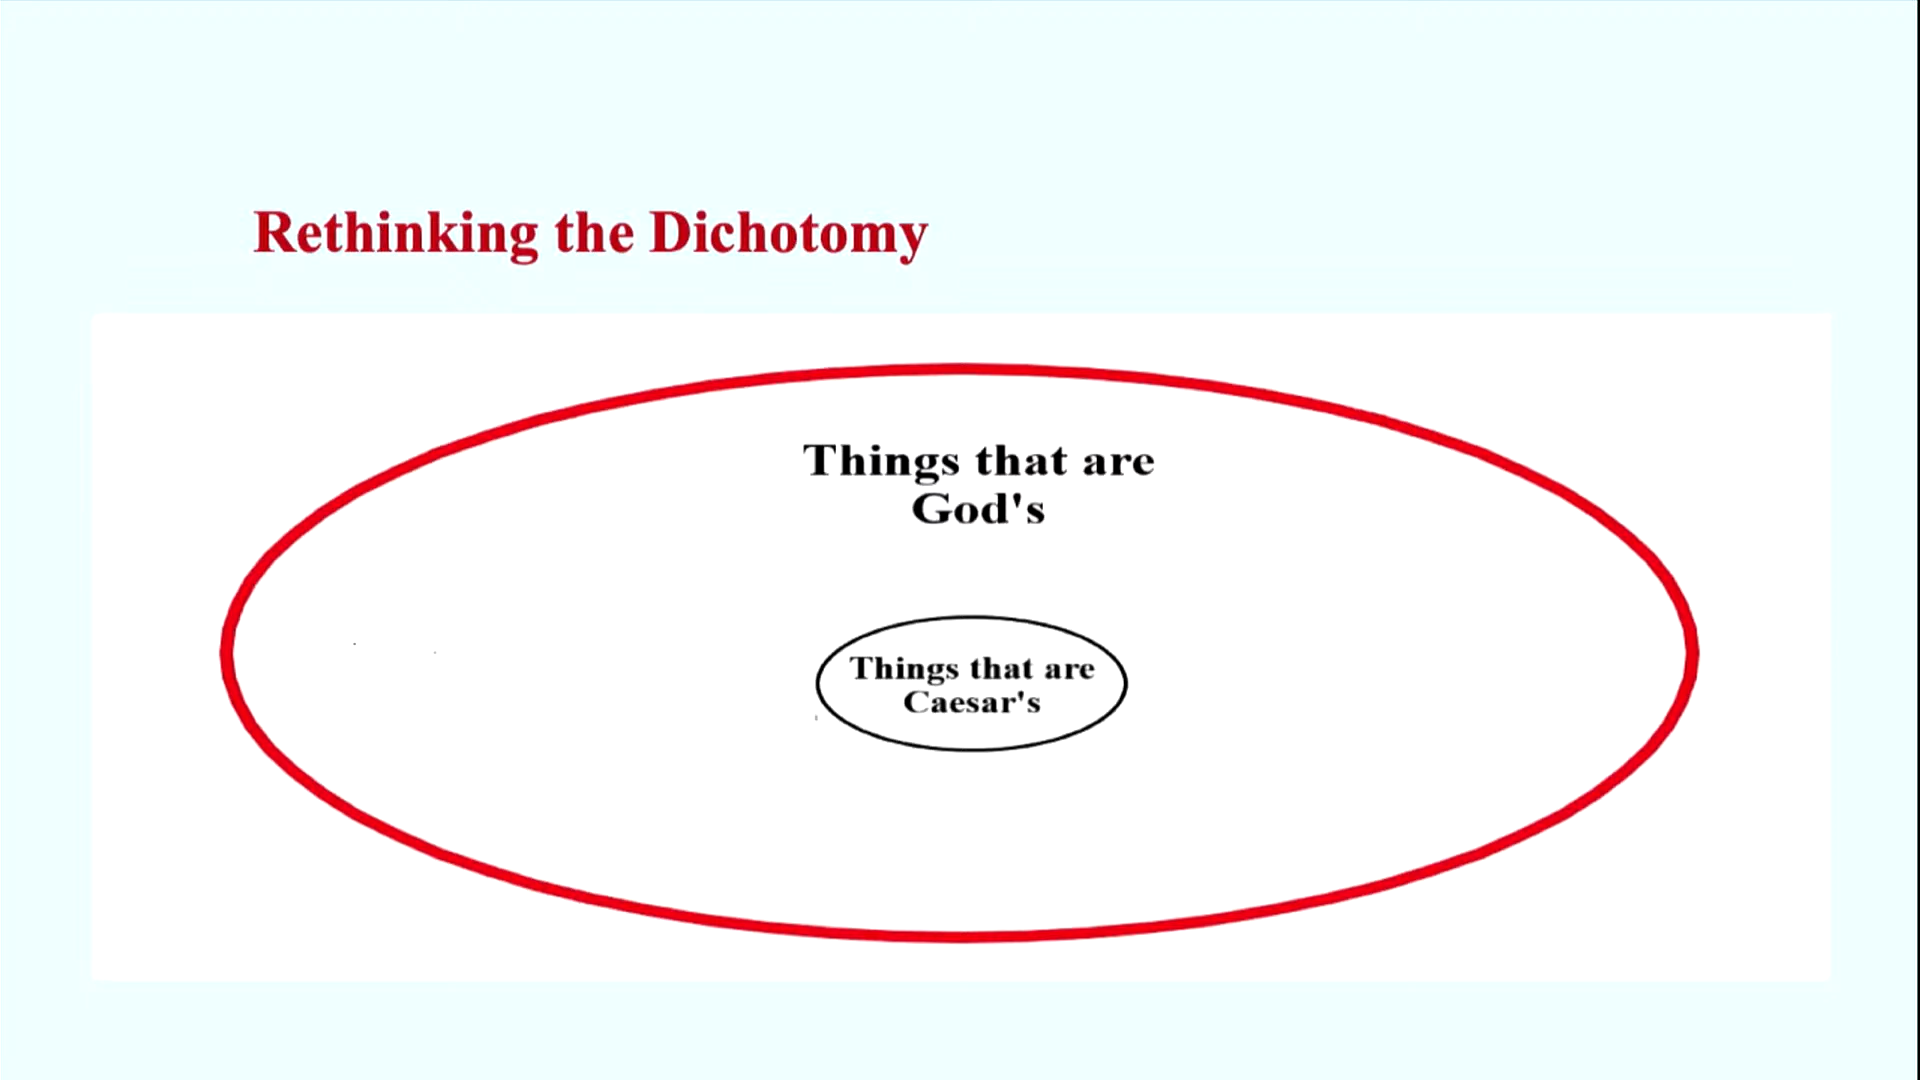 Rethinking the Dichotomy
Things that are
God's
Things that are
Caesar's